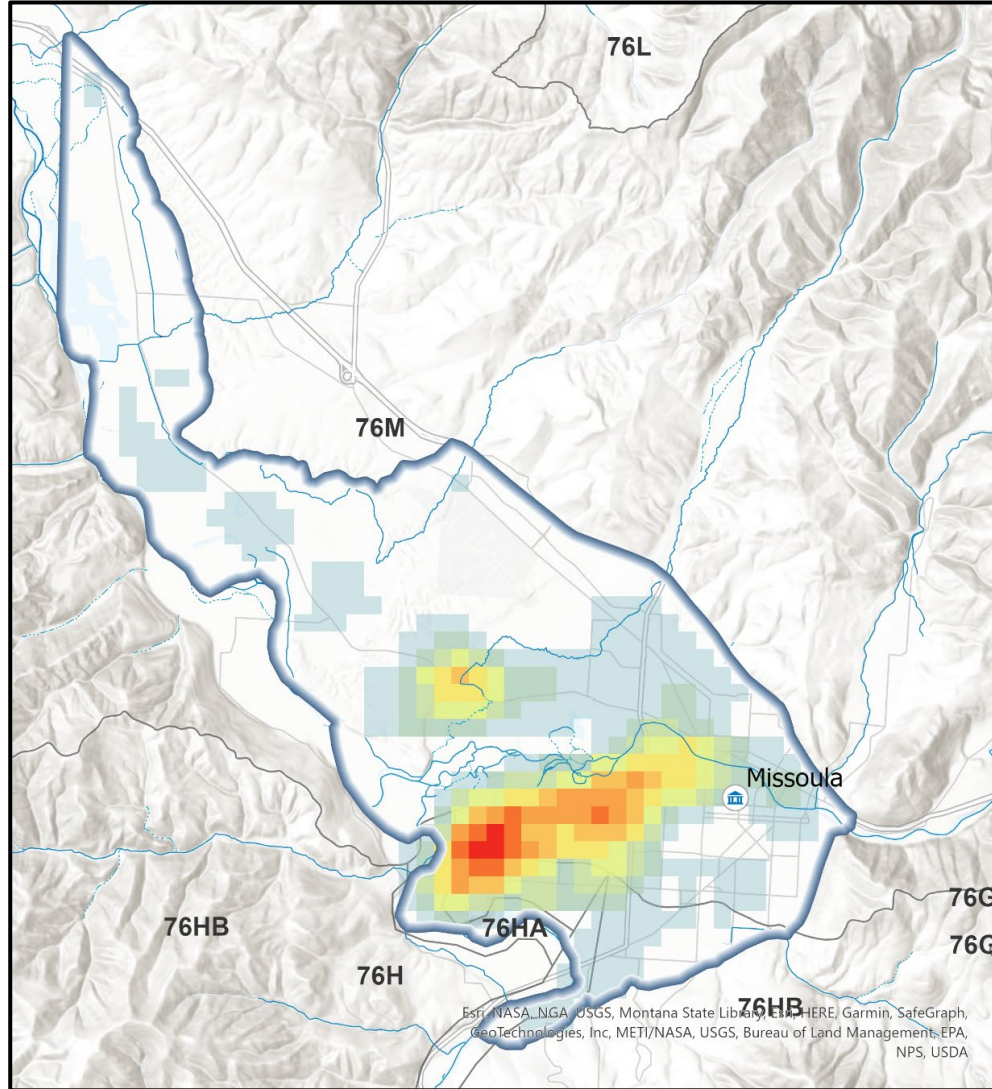 76L
76M
Missoula
76G
76HB
76HA
76H
76HB
Esri, NASA, NGA, USGS, Montana State Library, Esri, HERE, Garmin, SafeGraph,
GeoTechnologies, Inc, METI/NASA, USGS, Bureau of Land Management, EPA,
NPS, USDA